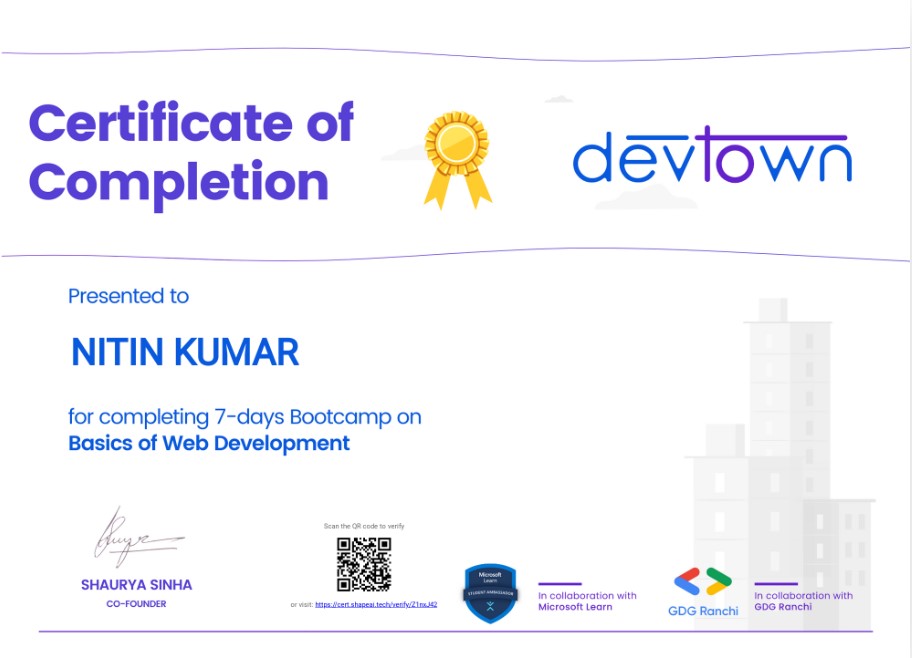 Certificate of
Completion
devtown
Presented to
NITIN KUMAR
for completing 7-days Bootcamp on
Basics of Web Development
SHAURYA SINHA
CO-FOUNDER
Scan the QR code to verify
or visit: https://cert.shapeai.tech/verify/Z1nxJ42
Microsoft
Learn
STUDENT AMBASSADOR
In collaboration with
Microsoft Learn
GDG Ranchi
In collaboration with
GDG Ranchi